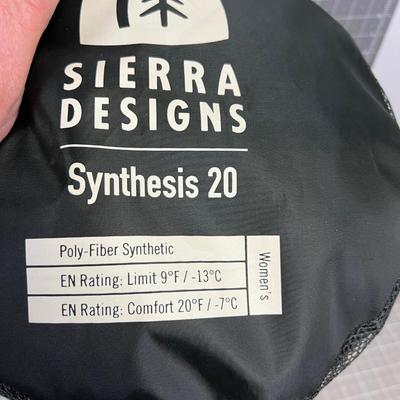 SIERRA
DESIGNS
Synthesis 20
Poly-Fiber Synthetic
EN Rating: Limit 9°F / -13°C
EN Rating: Comfort 20°F / -7°C
Women's